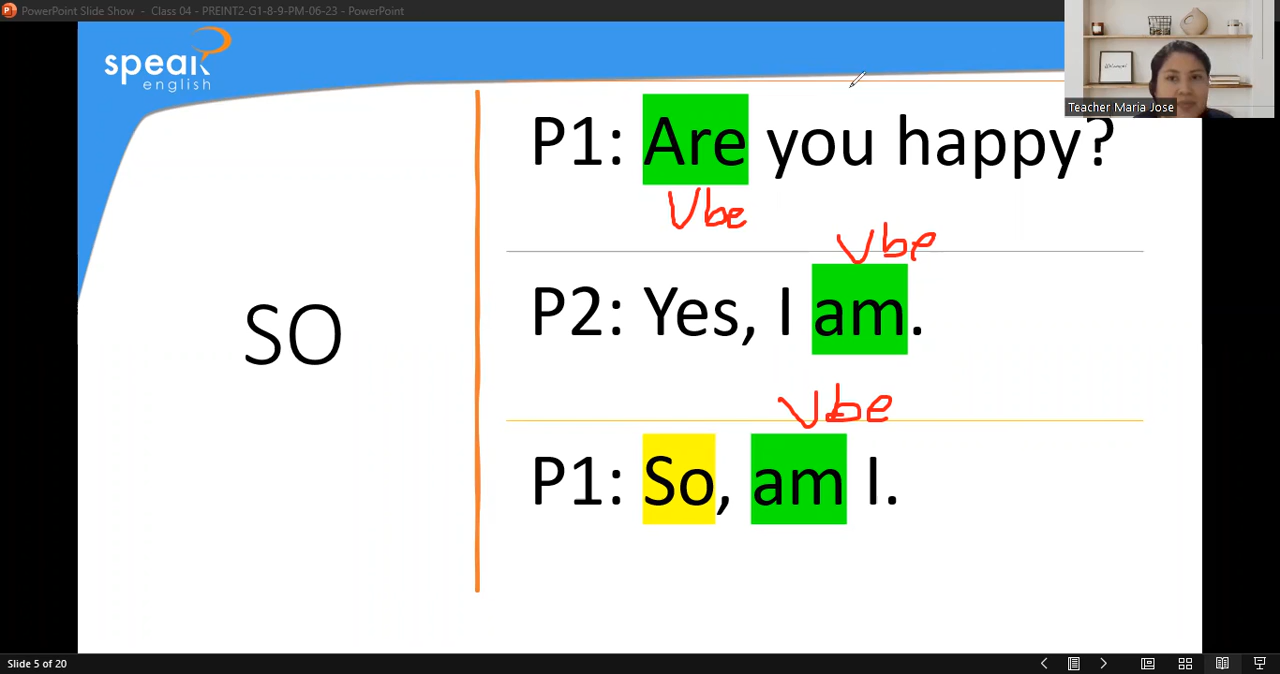 PowerPoint Slide Show - Class 04 - PREINT2-G1-8-9-PM-06-23 - PowerPoint
speak
english
Teacher Maria Jose
P1: Are you happy?
Vbe
Vbe
P2: Yes, I am.
SO
Vbe
P1: So, am I.
Slide 5 of 20